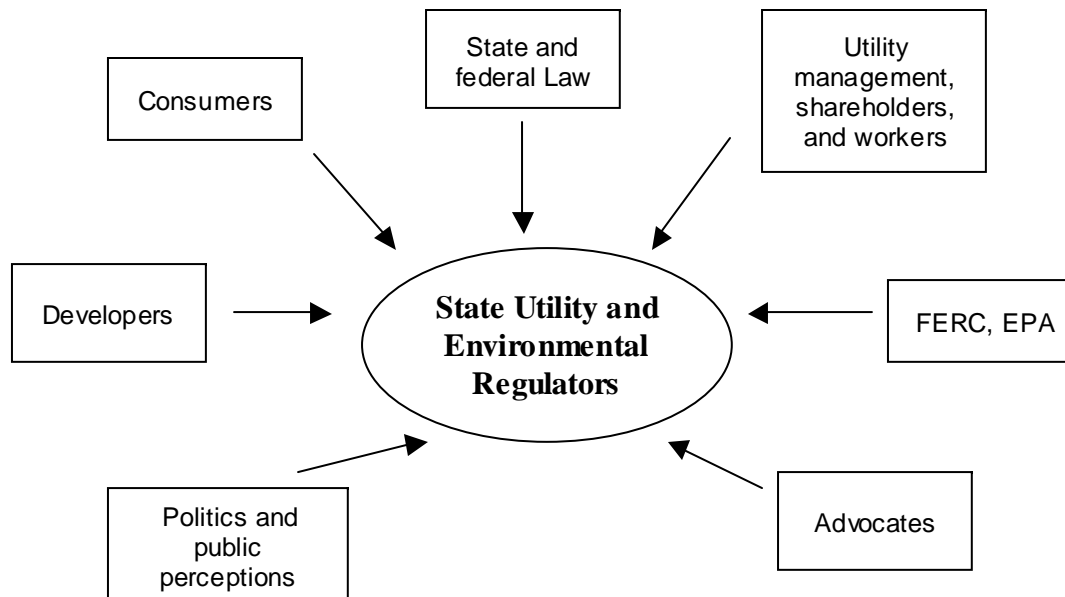 State and
federal Law
Utility
management,
shareholders,
and workers
Consumers
Developers
State Utility and
Environmental
Regulators
FERC, EPA
Politics and
public
perceptions
Advocates